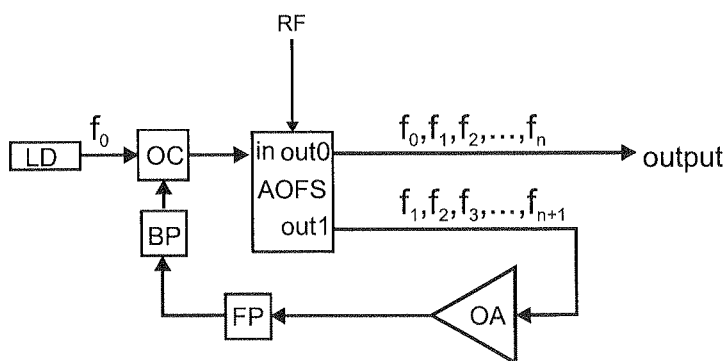 RF
f₀
f₀,f₁,f₂,...,fₙ
LD
OC
in out0
output
AOFS
f₁,f₂,f₃,...,fₙ₊₁
out1
BP
FP
OA